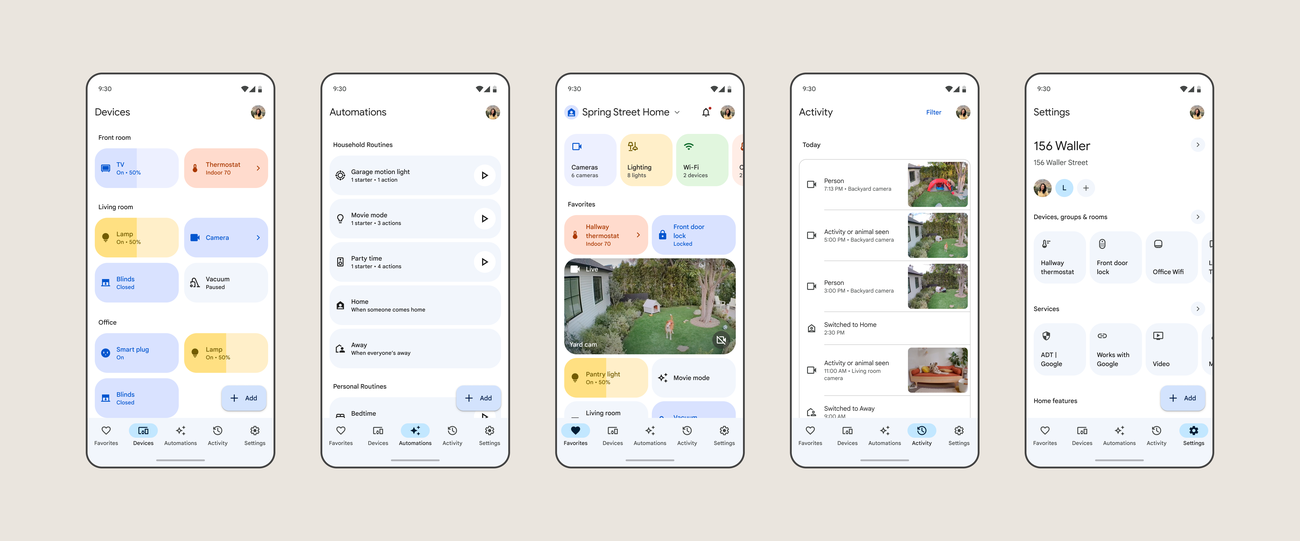 9:30
Devices
Front room
TV
On • 50%
Thermostat
Indoor 70
Living room
Lamp
On • 50%
Camera
Blinds
Closed
Vacuum
Paused
Office
Smart plug
On
Lamp
On • 50%
Blinds
Closed
+ Add
Favorites
Devices
Automations
Activity
Settings
9:30
Automations
Household Routines
Garage motion light
1 starter • 1 action
Movie mode
1 starter • 3 actions
Party time
1 starter • 4 actions
Home
When someone comes home
Away
When everyone's away
Personal Routines
Bedtime
+ Add
Favorites
Devices
Automations
Activity
Settings
9:30
Spring Street Home
Cameras
6 cameras
Lighting
8 lights
Wi-Fi
2 devices
Favorites
Hallway
thermostat
Indoor 70
Front door
lock
Locked
Live
Yard cam
Pantry light
On • 50%
Movie mode
Living room
Vacuum
Favorites
Devices
Automations
Activity
Settings
9:30
Activity
Filter
Today
Person
7:13 PM • Backyard camera
Activity or animal seen
5:00 PM • Backyard camera
Person
3:00 PM • Backyard camera
Switched to Home
2:30 PM
Activity or animal seen
11:00 AM • Living room
camera
Switched to Away
9:00 AM
Favorites
Devices
Automations
Activity
Settings
9:30
Settings
156 Waller
156 Waller Street
L
+
Devices, groups & rooms
Hallway
thermostat
Front door
lock
Office Wifi
L
T
Services
ADT |
Google
Works with
Google
Video
Home features
+ Add
Favorites
Devices
Automations
Activity
Settings